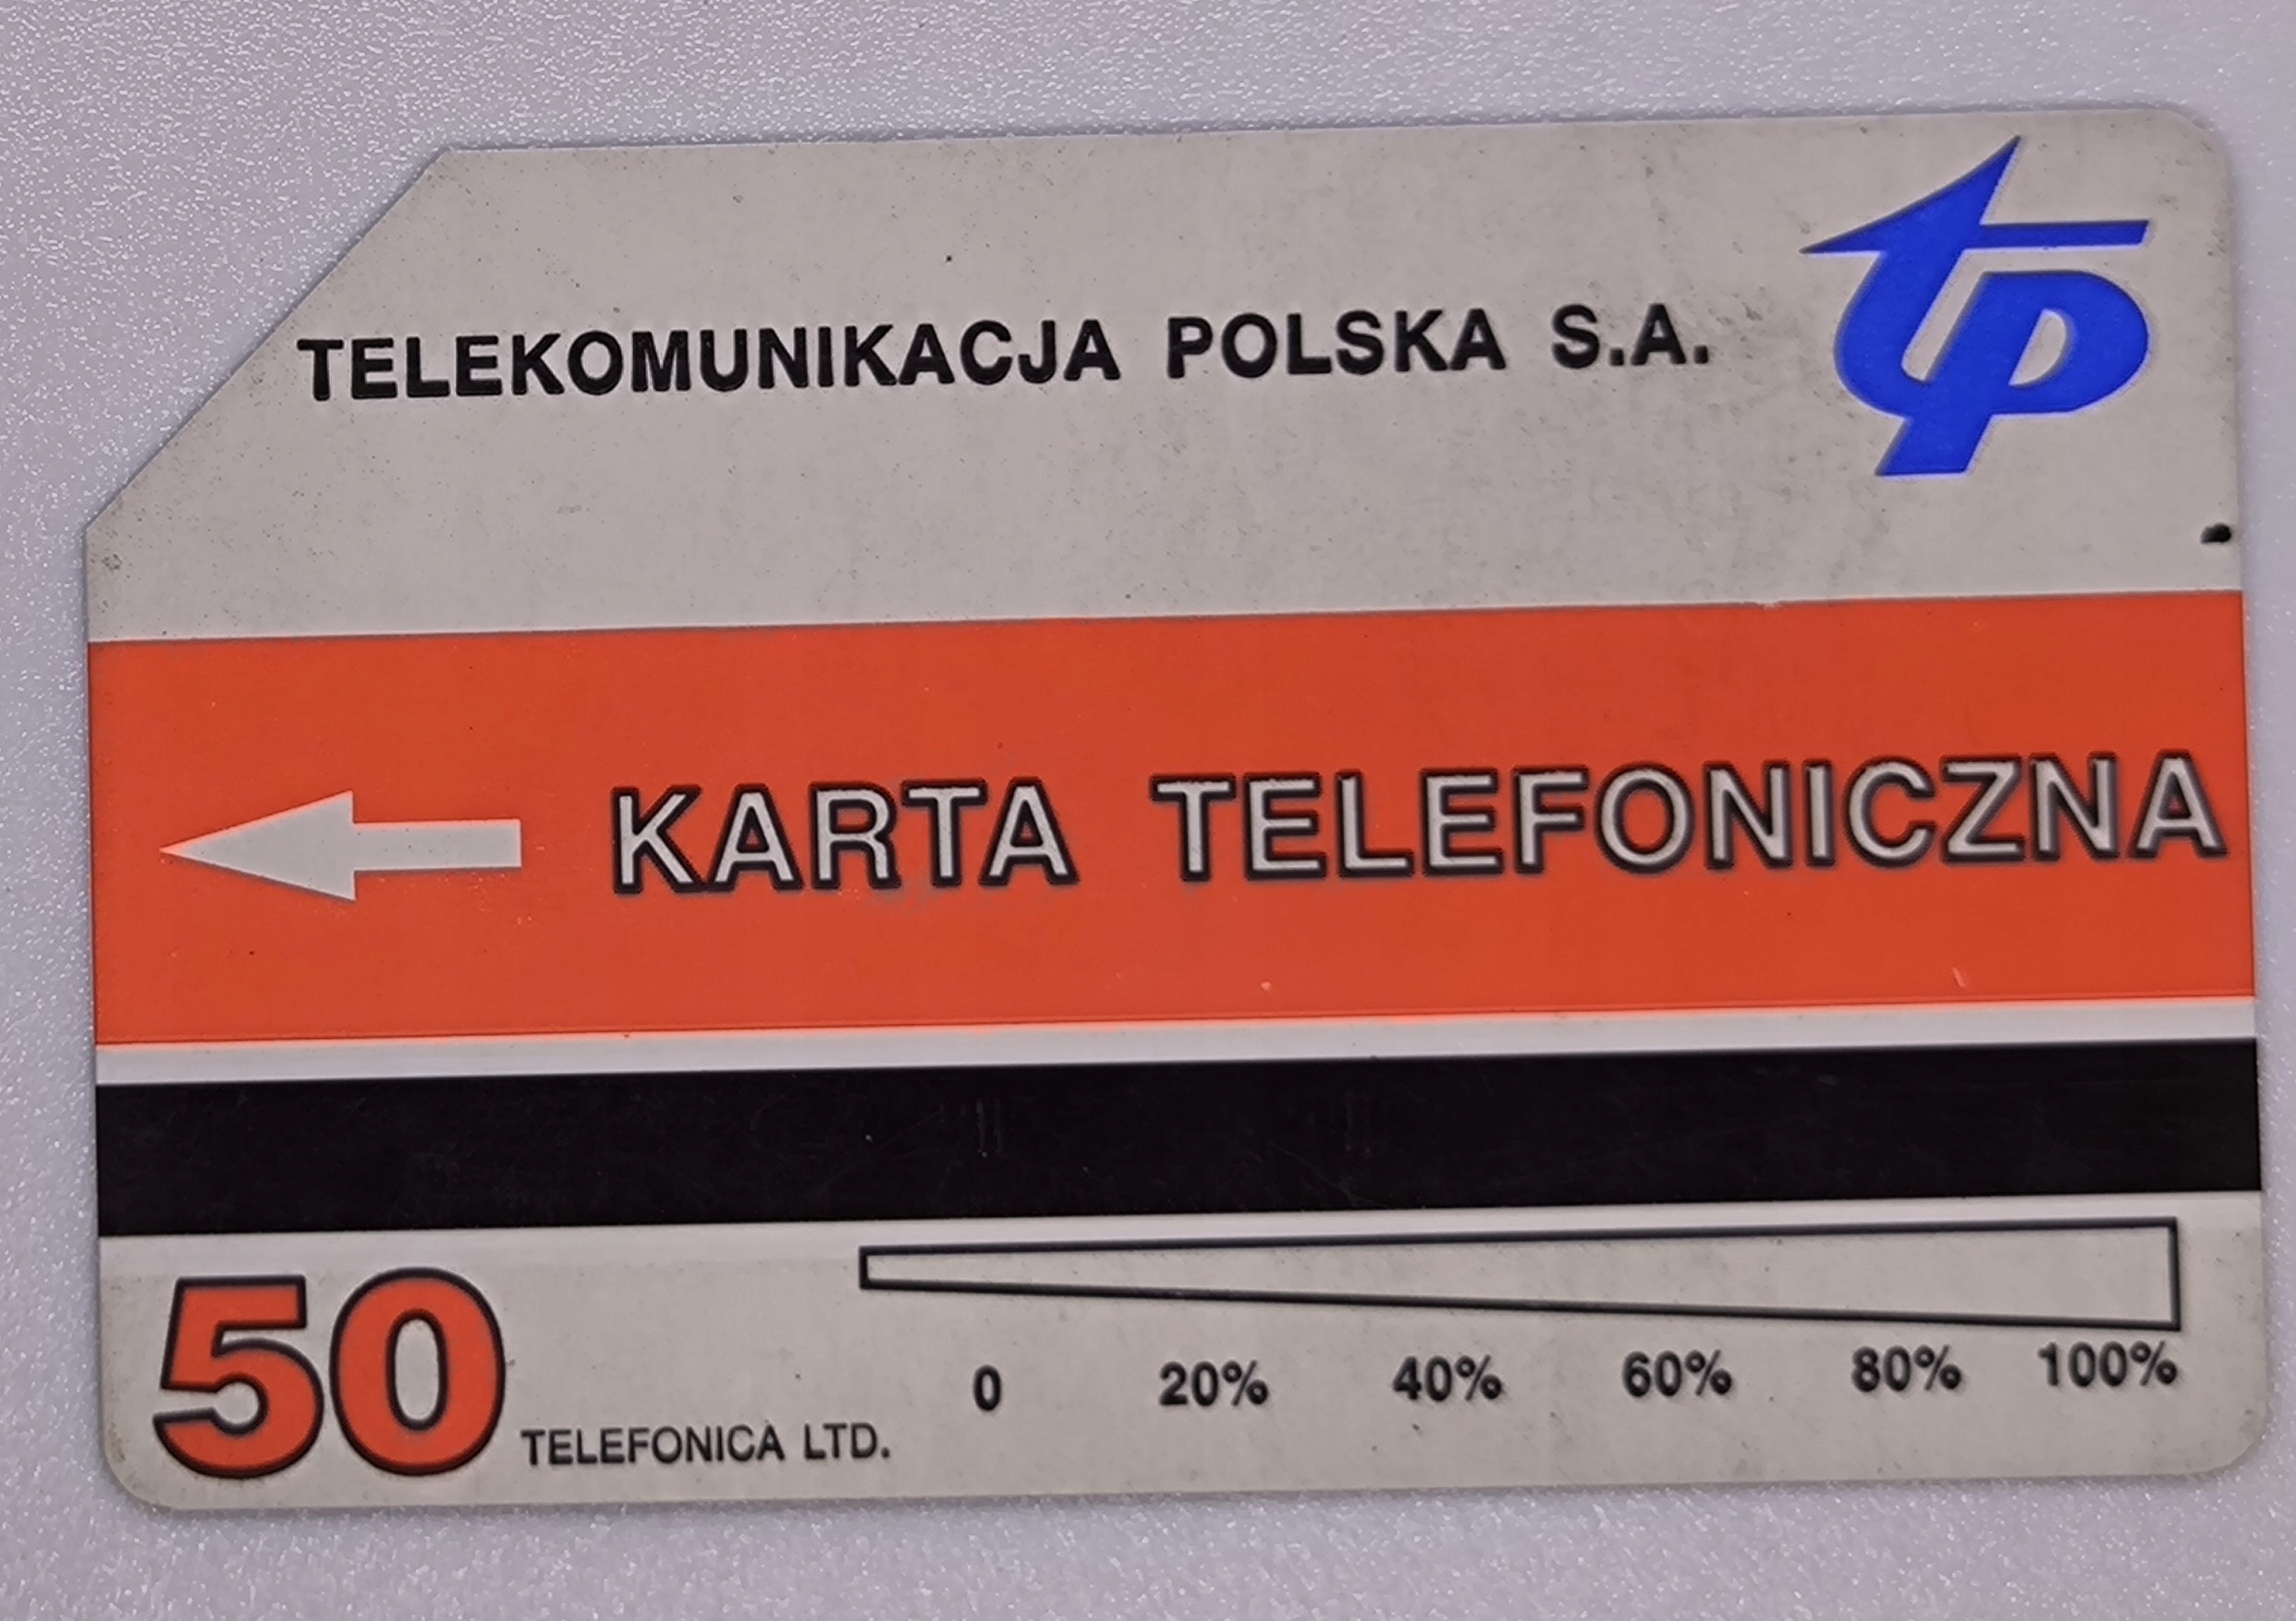 TELEKOMUNIKACJA POLSKA S.A.
tp
KARTA TELEFONICZNA
50
TELEFONICA LTD.
0 20% 40% 60% 80% 100%